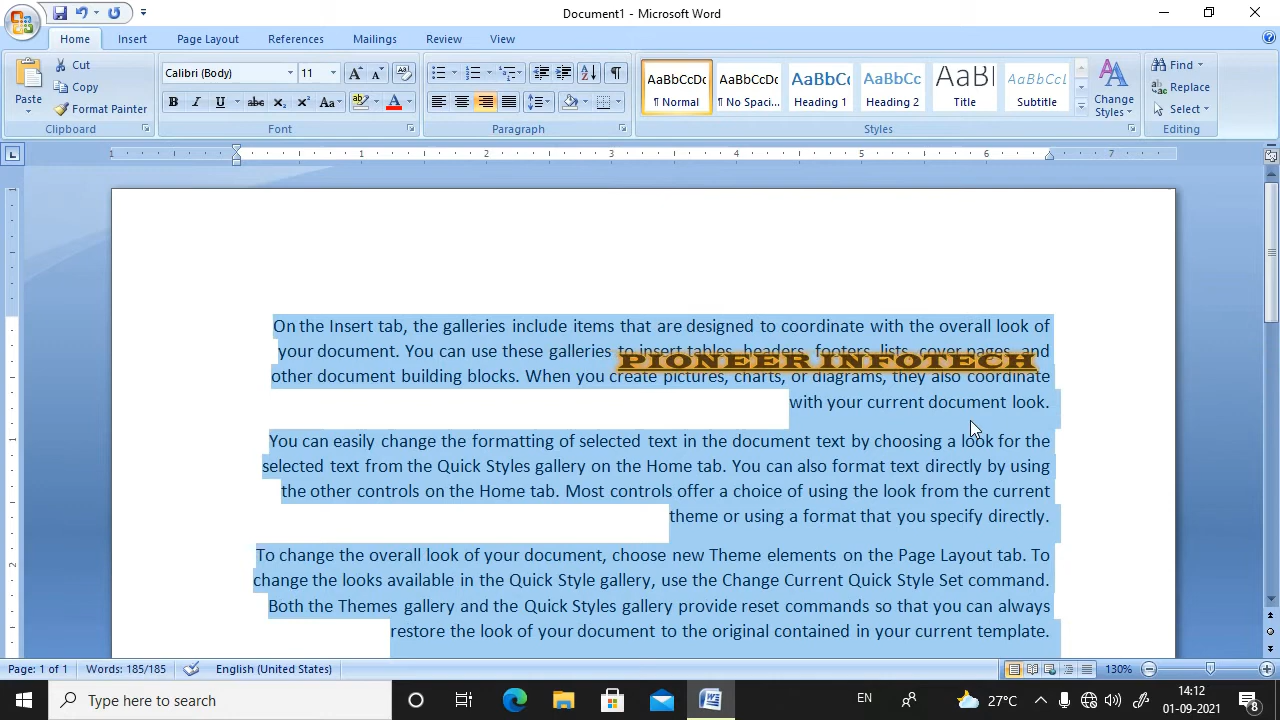 Document1 - Microsoft Word
Home Insert Page Layout References Mailings Review View
Paste Cut Copy Format Painter
Calibri (Body) 11
AaBbCcDc AaBbCcDc AaBbC AaBbCc AaB AaBbCcL
¶ Normal ¶ No Spaci... Heading 1 Heading 2 Title Subtitle
Change Styles
Find
Replace
Select
Clipboard Font Paragraph Styles Editing
1 1 2 3 4 5 6 7
On the Insert tab, the galleries include items that are designed to coordinate with the overall look of
your document. You can use these galleries to insert tables, headers, footers, lists, cover pages, and
PIONEER INFOTECH
other document building blocks. When you create pictures, charts, or diagrams, they also coordinate
with your current document look.
You can easily change the formatting of selected text in the document text by choosing a look for the
selected text from the Quick Styles gallery on the Home tab. You can also format text directly by using
the other controls on the Home tab. Most controls offer a choice of using the look from the current
theme or using a format that you specify directly.
To change the overall look of your document, choose new Theme elements on the Page Layout tab. To
change the looks available in the Quick Style gallery, use the Change Current Quick Style Set command.
Both the Themes gallery and the Quick Styles gallery provide reset commands so that you can always
restore the look of your document to the original contained in your current template.
Page: 1 of 1 Words: 185/185 English (United States) 130%
Type here to search EN 27°C 14:12
01-09-2021 8